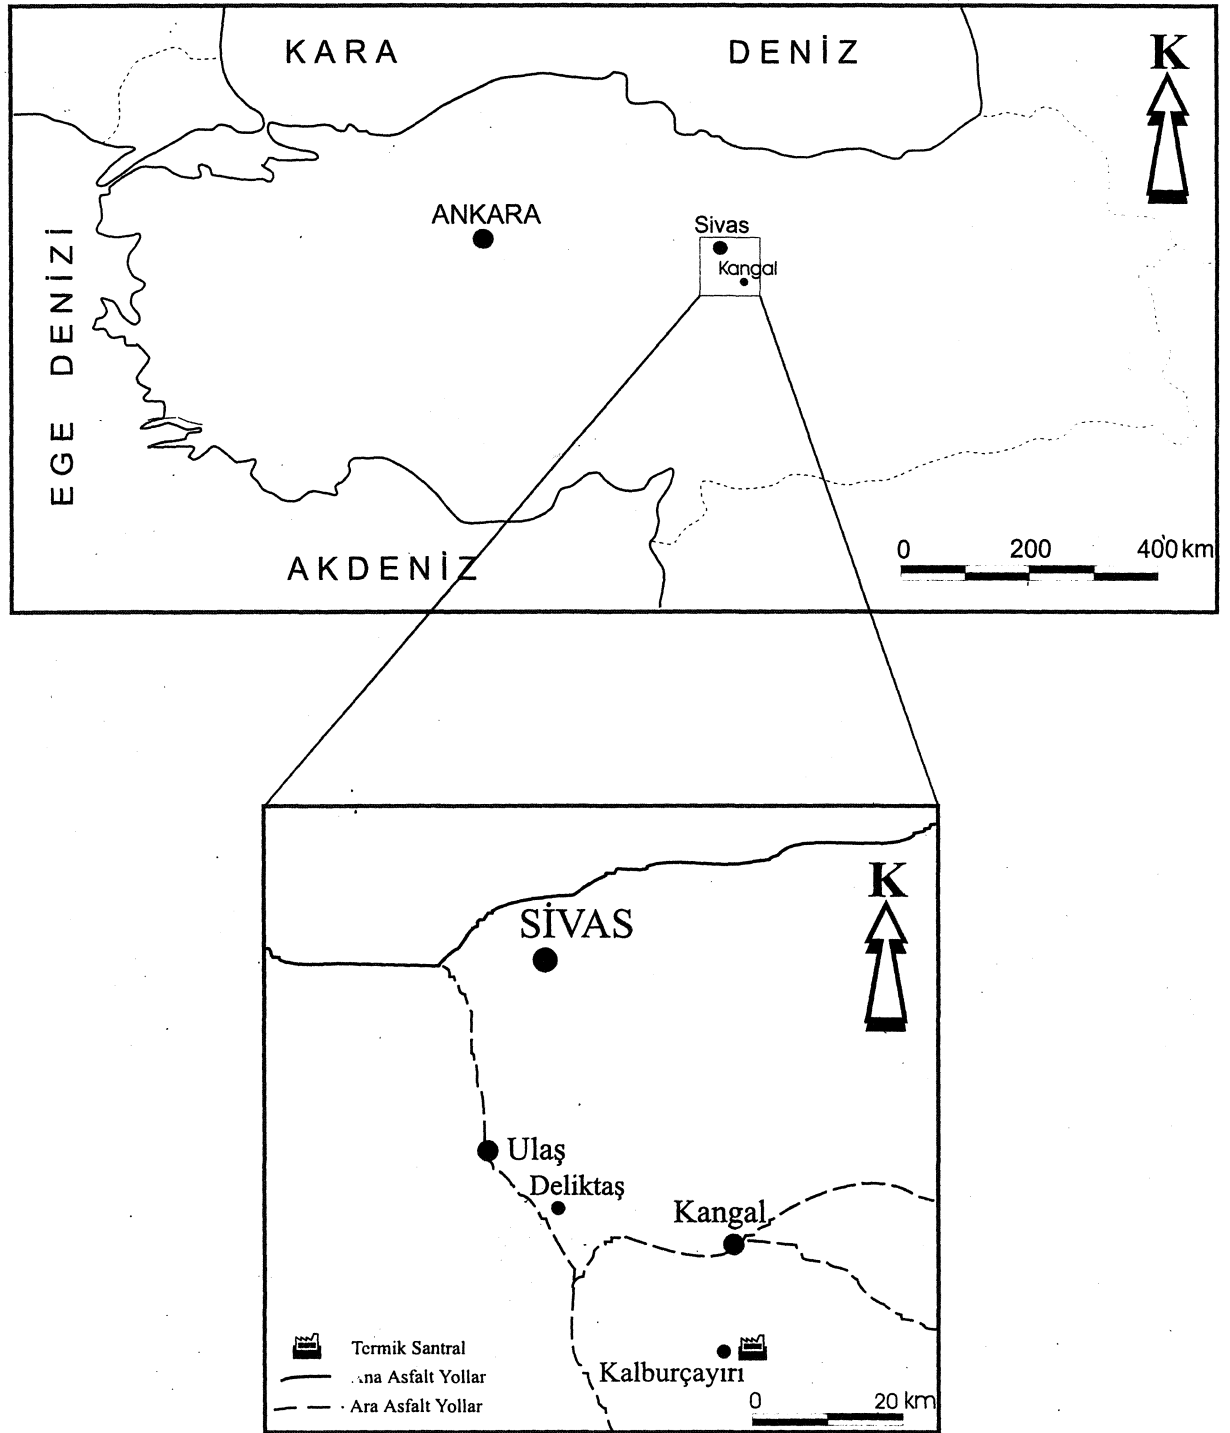 KARA DENİZ
K
ANKARA
Sivas
Kangal
EGE DENİZİ
AKDENİZ
0 200 400 km
K
SİVAS
Ulaş
Deliktaş
Kangal
Kalburçayırı
Termik Santral
Ana Asfalt Yollar
Ara Asfalt Yollar
0 20 km